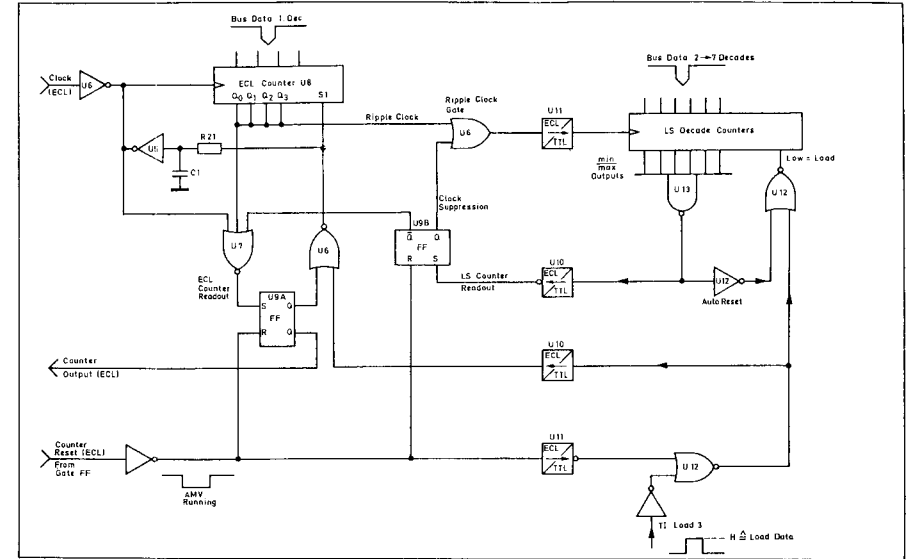 Bus Data 1. Dec
Bus Data 2→7 Decades
Clock
(ECL)
U6
ECL Counter U8
Q0 Q1 Q2 Q3
S1
Ripple Clock
Ripple Clock
Gate
U6
U11
ECL
TTL
LS Decade Counters
U5
R21
C1
min
max
Outputs
Low = Load
U13
U12
Clock
Suppression
U7
U6
U9B
Q Q
FF
R S
LS Counter
Readout
U10
ECL
TTL
U12
Auto Reset
ECL
Counter
Readout
U9A
S Q
FF
R Q
U10
ECL
TTL
Counter
Output (ECL)
Counter
Reset (ECL)
From
Gate FF
AMV
Running
U11
ECL
TTL
U12
TI Load 3
H ≙ Load Data